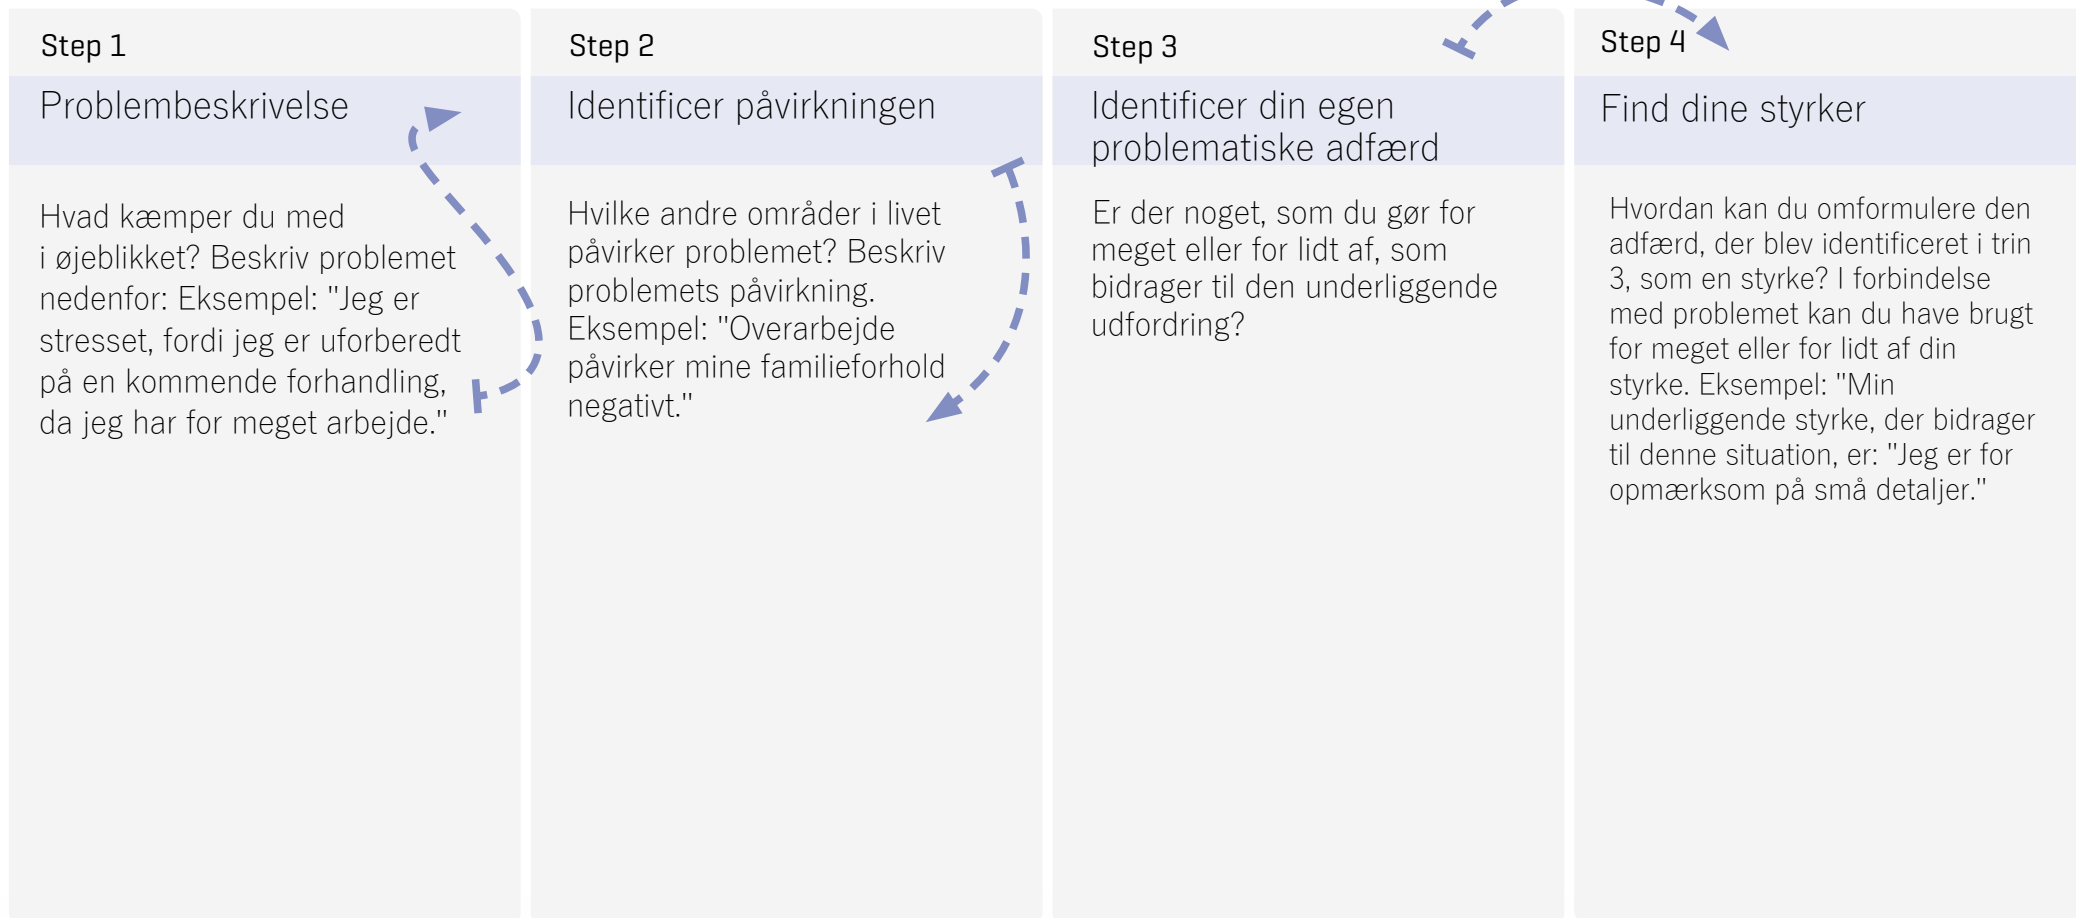 Step 1
Problembeskrivelse
Hvad kæmper du med
i øjeblikket? Beskriv problemet
nedenfor: Eksempel: "Jeg er
stresset, fordi jeg er uforberedt
på en kommende forhandling,
da jeg har for meget arbejde."
Step 2
Identificer påvirkningen
Hvilke andre områder i livet
påvirker problemet? Beskriv
problemets påvirkning.
Eksempel: "Overarbejde
påvirker mine familieforhold
negativt."
Step 3
Identificer din egen
problematiske adfærd
Er der noget, som du gør for
meget eller for lidt af, som
bidrager til den underliggende
udfordring?
Step 4
Find dine styrker
Hvordan kan du omformulere den
adfærd, der blev identificeret i trin
3, som en styrke? I forbindelse
med problemet kan du have brugt
for meget eller for lidt af din
styrke. Eksempel: "Min
underliggende styrke, der bidrager
til denne situation, er: "Jeg er for
opmærksom på små detaljer."